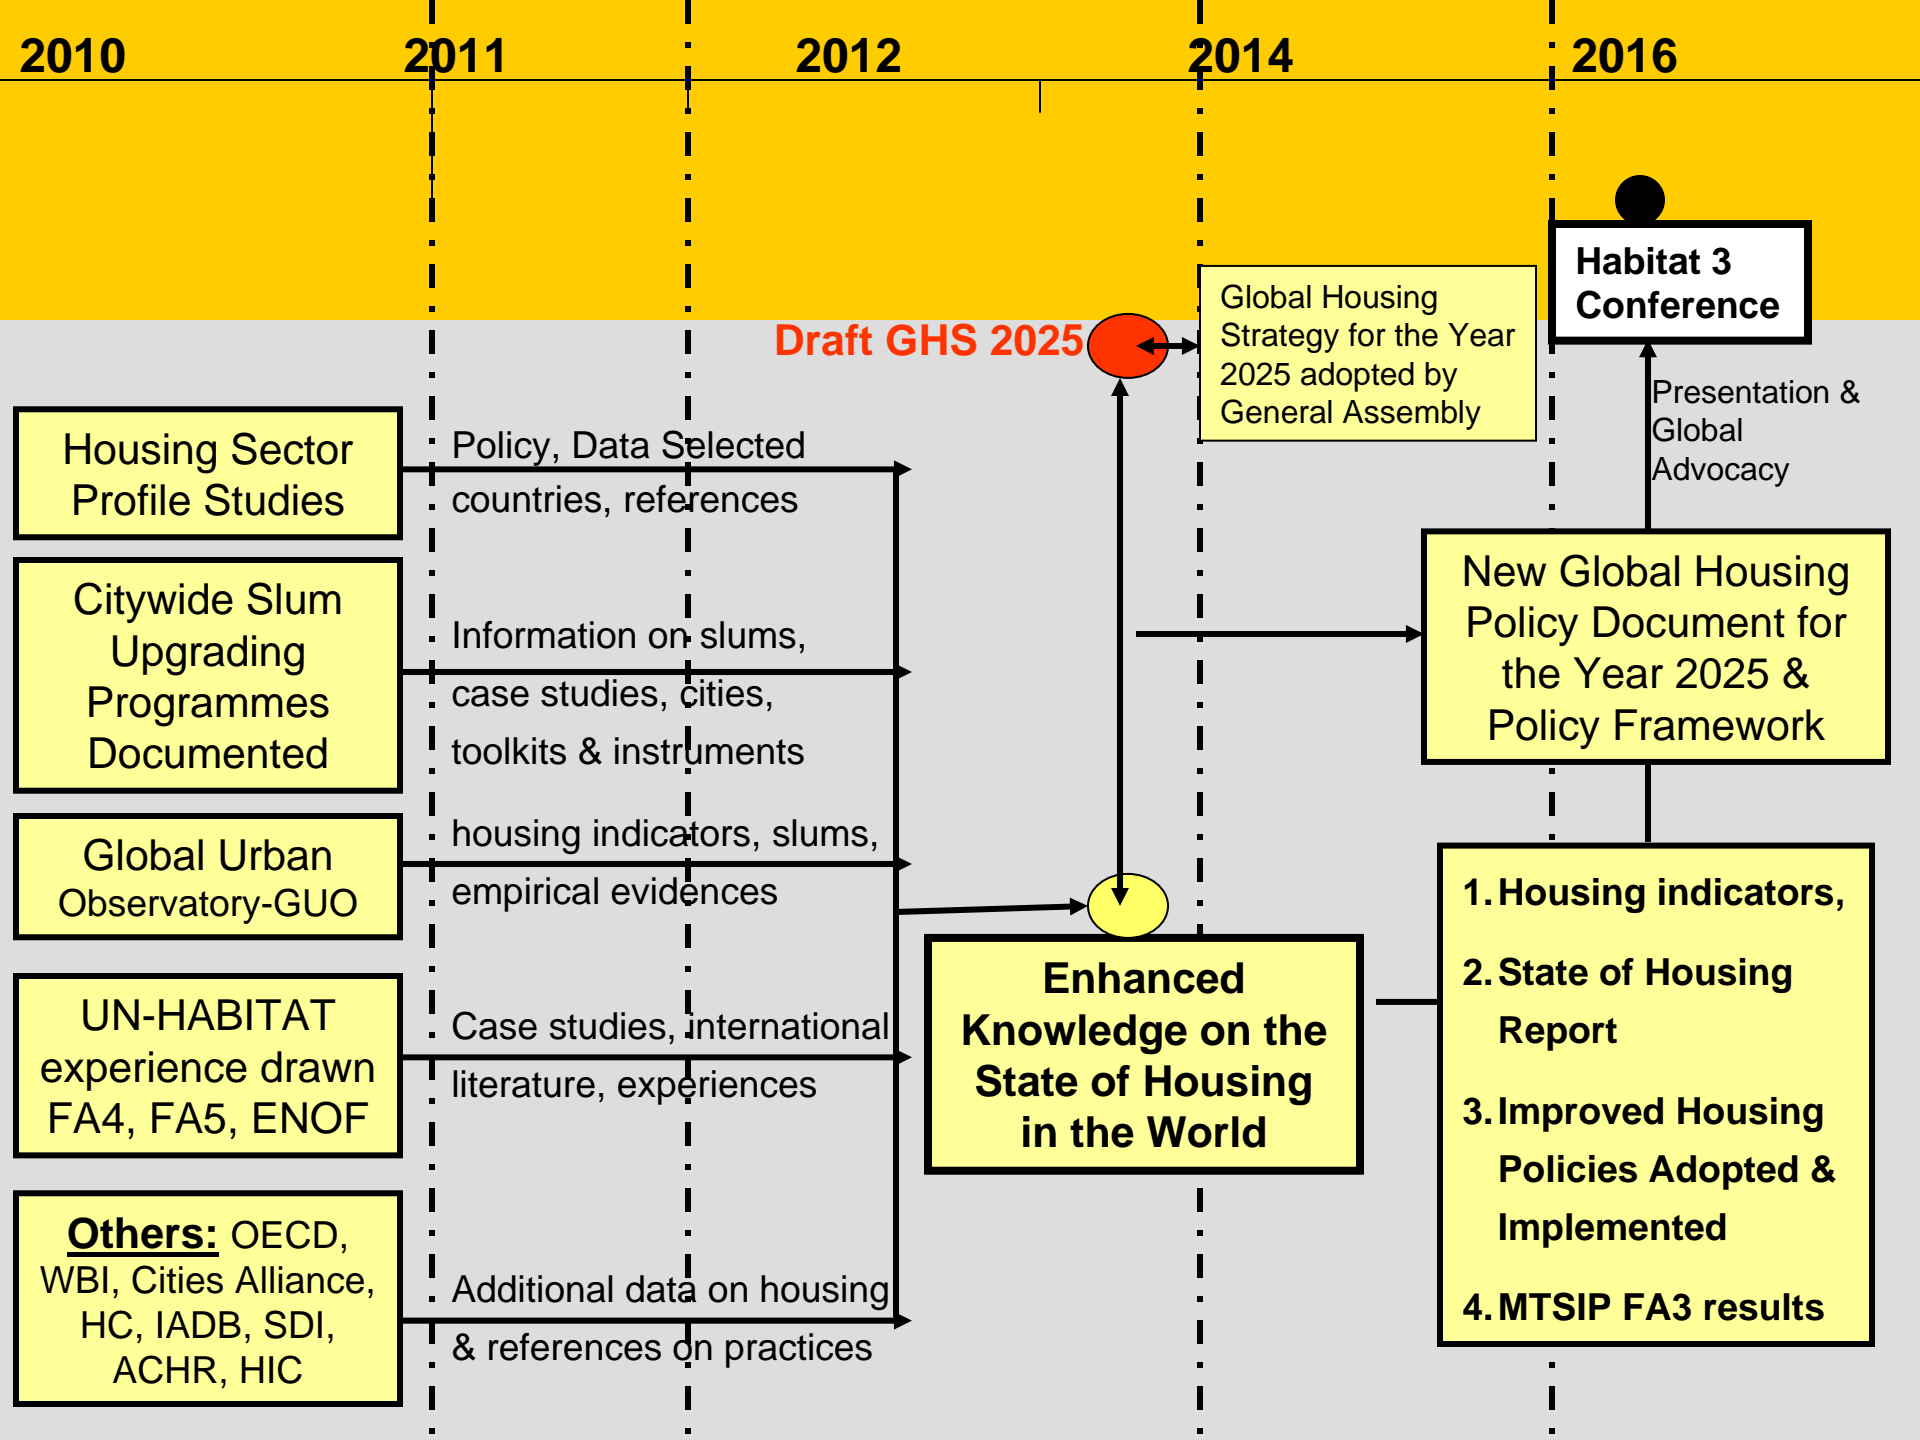 2010 2011 2012 2014 2016
Habitat 3
Conference
Global Housing
Strategy for the Year
2025 adopted by
General Assembly
Draft GHS 2025
Presentation &
Global
Advocacy
Housing Sector
Profile Studies
Policy, Data Selected
countries, references
Citywide Slum
Upgrading
Programmes
Documented
Information on slums,
case studies, cities,
toolkits & instruments
New Global Housing
Policy Document for
the Year 2025 &
Policy Framework
Global Urban
Observatory-GUO
housing indicators, slums,
empirical evidences
UN-HABITAT
experience drawn
FA4, FA5, ENOF
Case studies, international
literature, experiences
Enhanced
Knowledge on the
State of Housing
in the World
1. Housing indicators,
2. State of Housing
Report
3. Improved Housing
Policies Adopted &
Implemented
4. MTSIP FA3 results
Others: OECD,
WBI, Cities Alliance,
HC, IADB, SDI,
ACHR, HIC
Additional data on housing
& references on practices